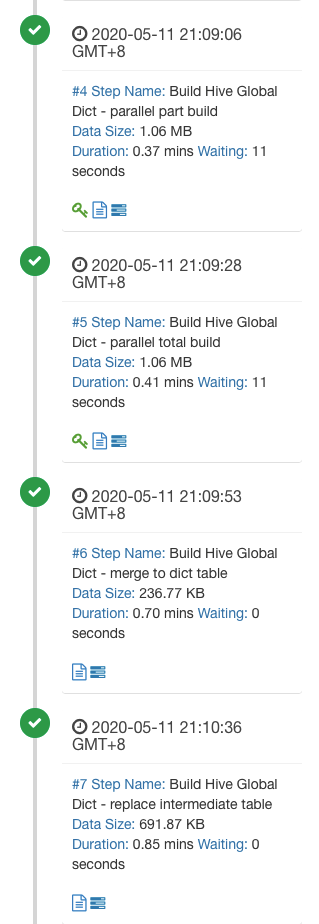 2020-05-11 21:09:06
GMT+8
#4 Step Name: Build Hive Global
Dict - parallel part build
Data Size: 1.06 MB
Duration: 0.37 mins Waiting: 11
seconds
2020-05-11 21:09:28
GMT+8
#5 Step Name: Build Hive Global
Dict - parallel total build
Data Size: 1.06 MB
Duration: 0.41 mins Waiting: 11
seconds
2020-05-11 21:09:53
GMT+8
#6 Step Name: Build Hive Global
Dict - merge to dict table
Data Size: 236.77 KB
Duration: 0.70 mins Waiting: 0
seconds
2020-05-11 21:10:36
GMT+8
#7 Step Name: Build Hive Global
Dict - replace intermediate table
Data Size: 691.87 KB
Duration: 0.85 mins Waiting: 0
seconds